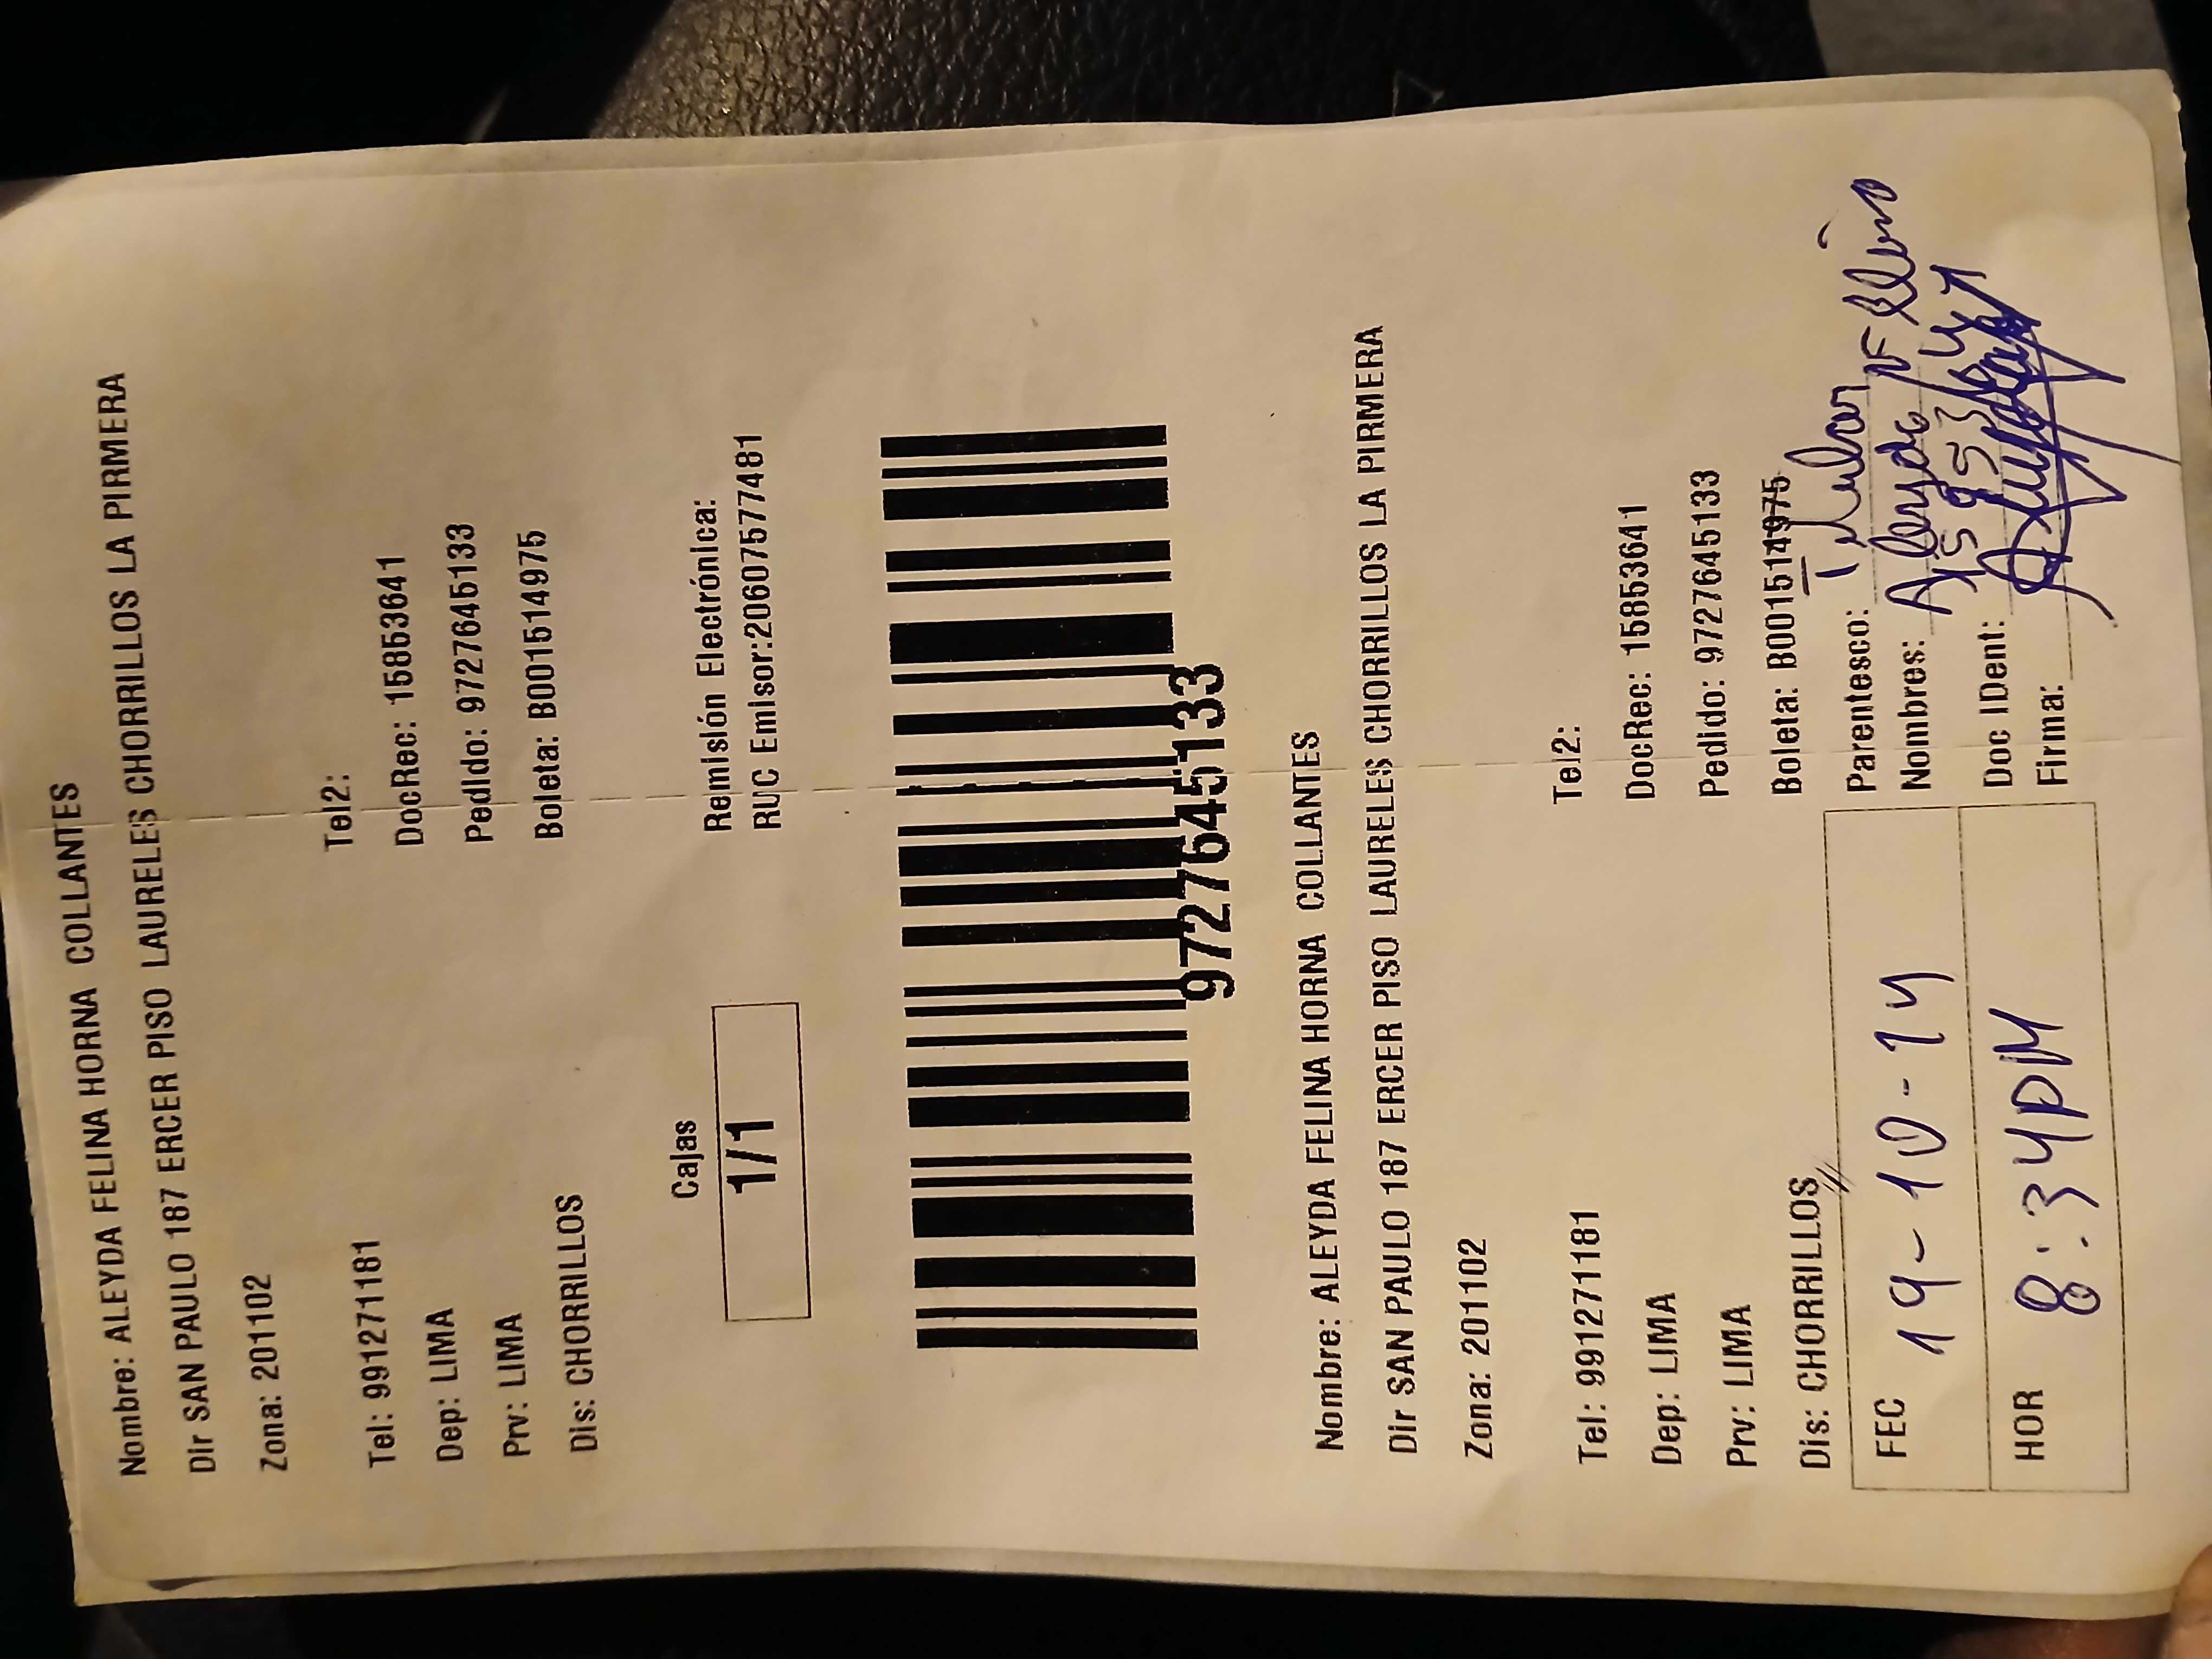 Nombre: ALEYDA FELINA HORNA COLLANTES
Dir SAN PAULO 187 ERCER PISO LAURELES CHORRILLOS LA PIRMERA
Zona: 201102
Tel: 991271181 Tel2:
Dep: LIMA DocRec: 15853641
Prv: LIMA Pedido: 9727645133
Dis: CHORRILLOS Boleta: B001514975
Cajas Remisión Electrónica:
1/1 RUC Emisor:20607577481
9727645133
Nombre: ALEYDA FELINA HORNA COLLANTES
Dir SAN PAULO 187 ERCER PISO LAURELES CHORRILLOS LA PIRMERA
Zona: 201102
Tel: 991271181 Tel2:
Dep: LIMA DocRec: 15853641
Prv: LIMA Pedido: 9727645133
Dis: CHORRILLOS Boleta: B001514975
FEC 19-10-24 Parentesco: Titular
Nombres: Aleyda
HOR 8:34PM Doc IDent:
Firma: